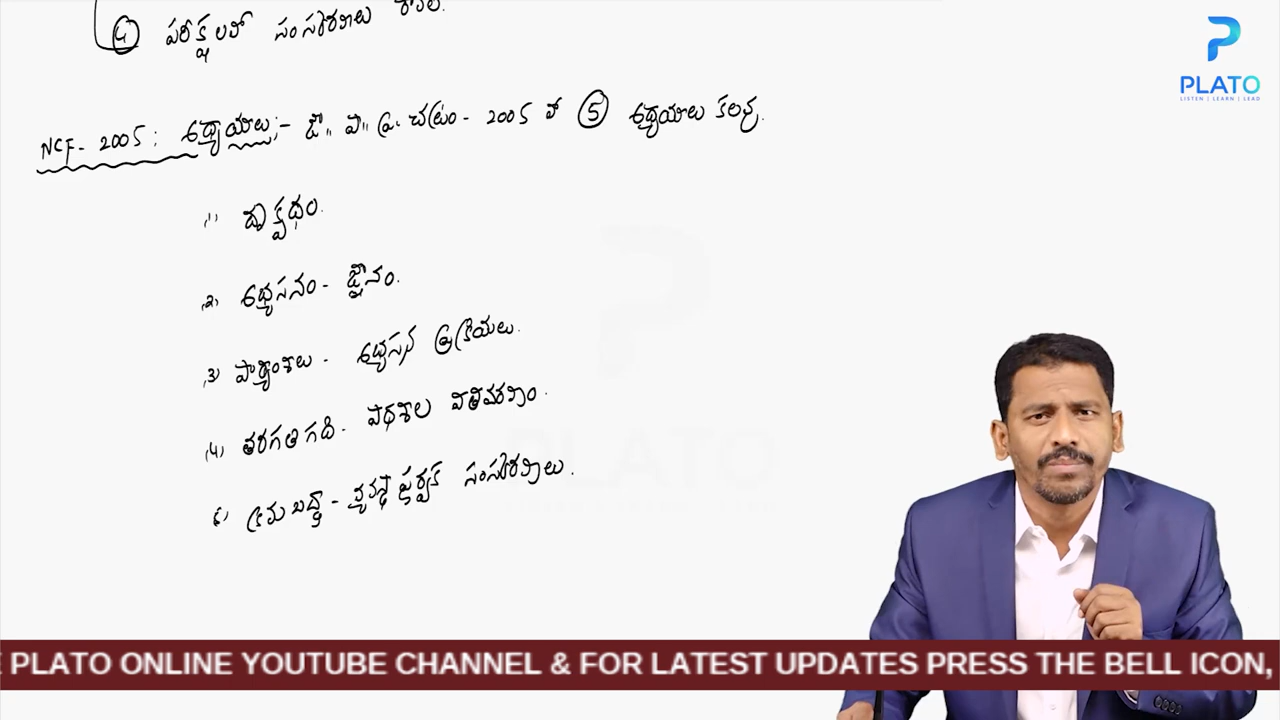 4 పరీక్షలలో సంస్కరణలు
PLATO
LISTEN | LEARN | LEAD
NCF - 2005 : అధ్యాయాలు :- జా॥ పా॥ ప్ర. చట్రం - 2005 లో 5 అధ్యాయాలు కలవు.
1) దృక్పథం.
2) అభ్యసనం - జ్ఞానం.
3) పాఠ్యాంశాలు - అభ్యసన ప్రక్రియలు.
4) తరగతి గది - పాఠశాల వాతావరణం.
5) క్రమబద్ధ - వ్యవస్థాపూర్వక సంస్కరణలు.
PLATO
PLATO ONLINE YOUTUBE CHANNEL & FOR LATEST UPDATES PRESS THE BELL ICON,